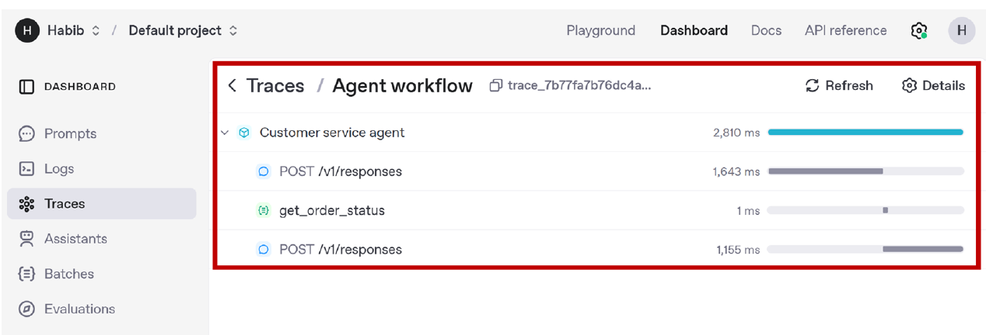 H Habib / Default project Playground Dashboard Docs API reference H
DASHBOARD
Prompts
Logs
Traces
Assistants
Batches
Evaluations
Traces / Agent workflow trace_7b77fa7b76dc4a... Refresh Details
Customer service agent 2,810 ms
POST /v1/responses 1,643 ms
get_order_status 1 ms
POST /v1/responses 1,155 ms